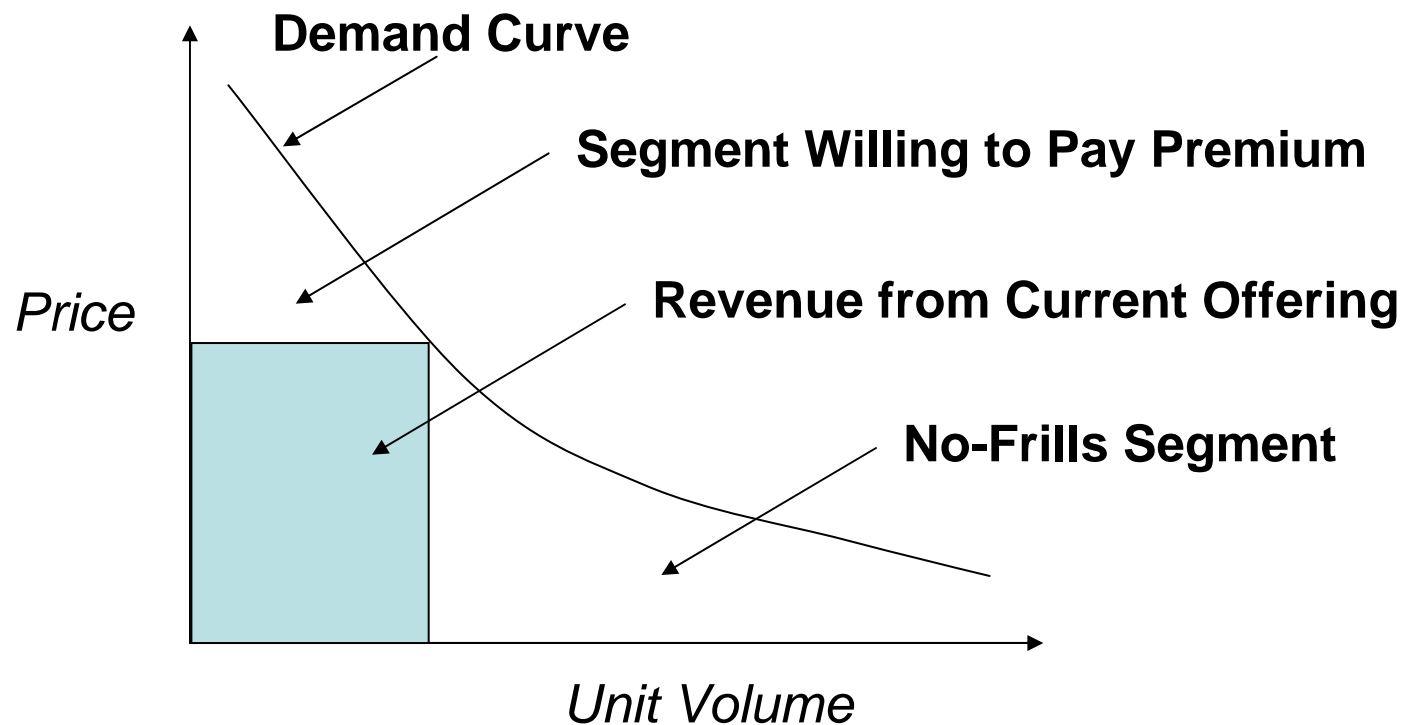 Demand Curve
Segment Willing to Pay Premium
Revenue from Current Offering
Price
No-Frills Segment
Unit Volume